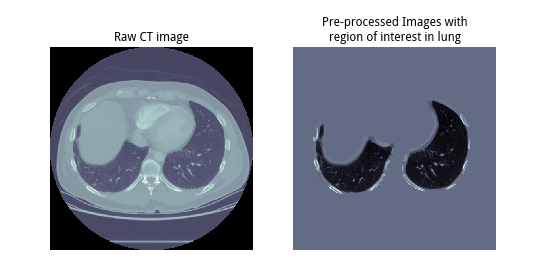 Raw CT image
Pre-processed Images with
region of interest in lung